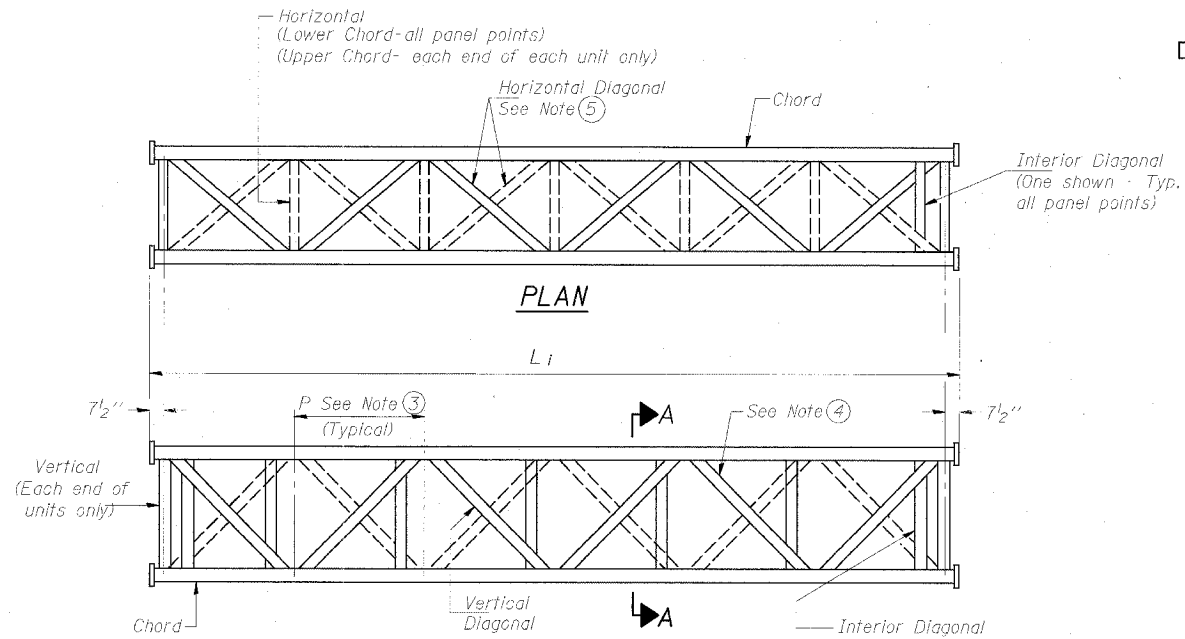 Horizontal
(Lower Chord-all panel points)
(Upper Chord- each end of each unit only)
Horizontal Diagonal
See Note 5
Chord
Interior Diagonal
(One shown - Typ.
all panel points)
PLAN
Li
7½"
P See Note 3
(Typical)
A
See Note 4
7½"
Vertical
(Each end of
units only)
Chord
Vertical
Diagonal
A
Interior Diagonal